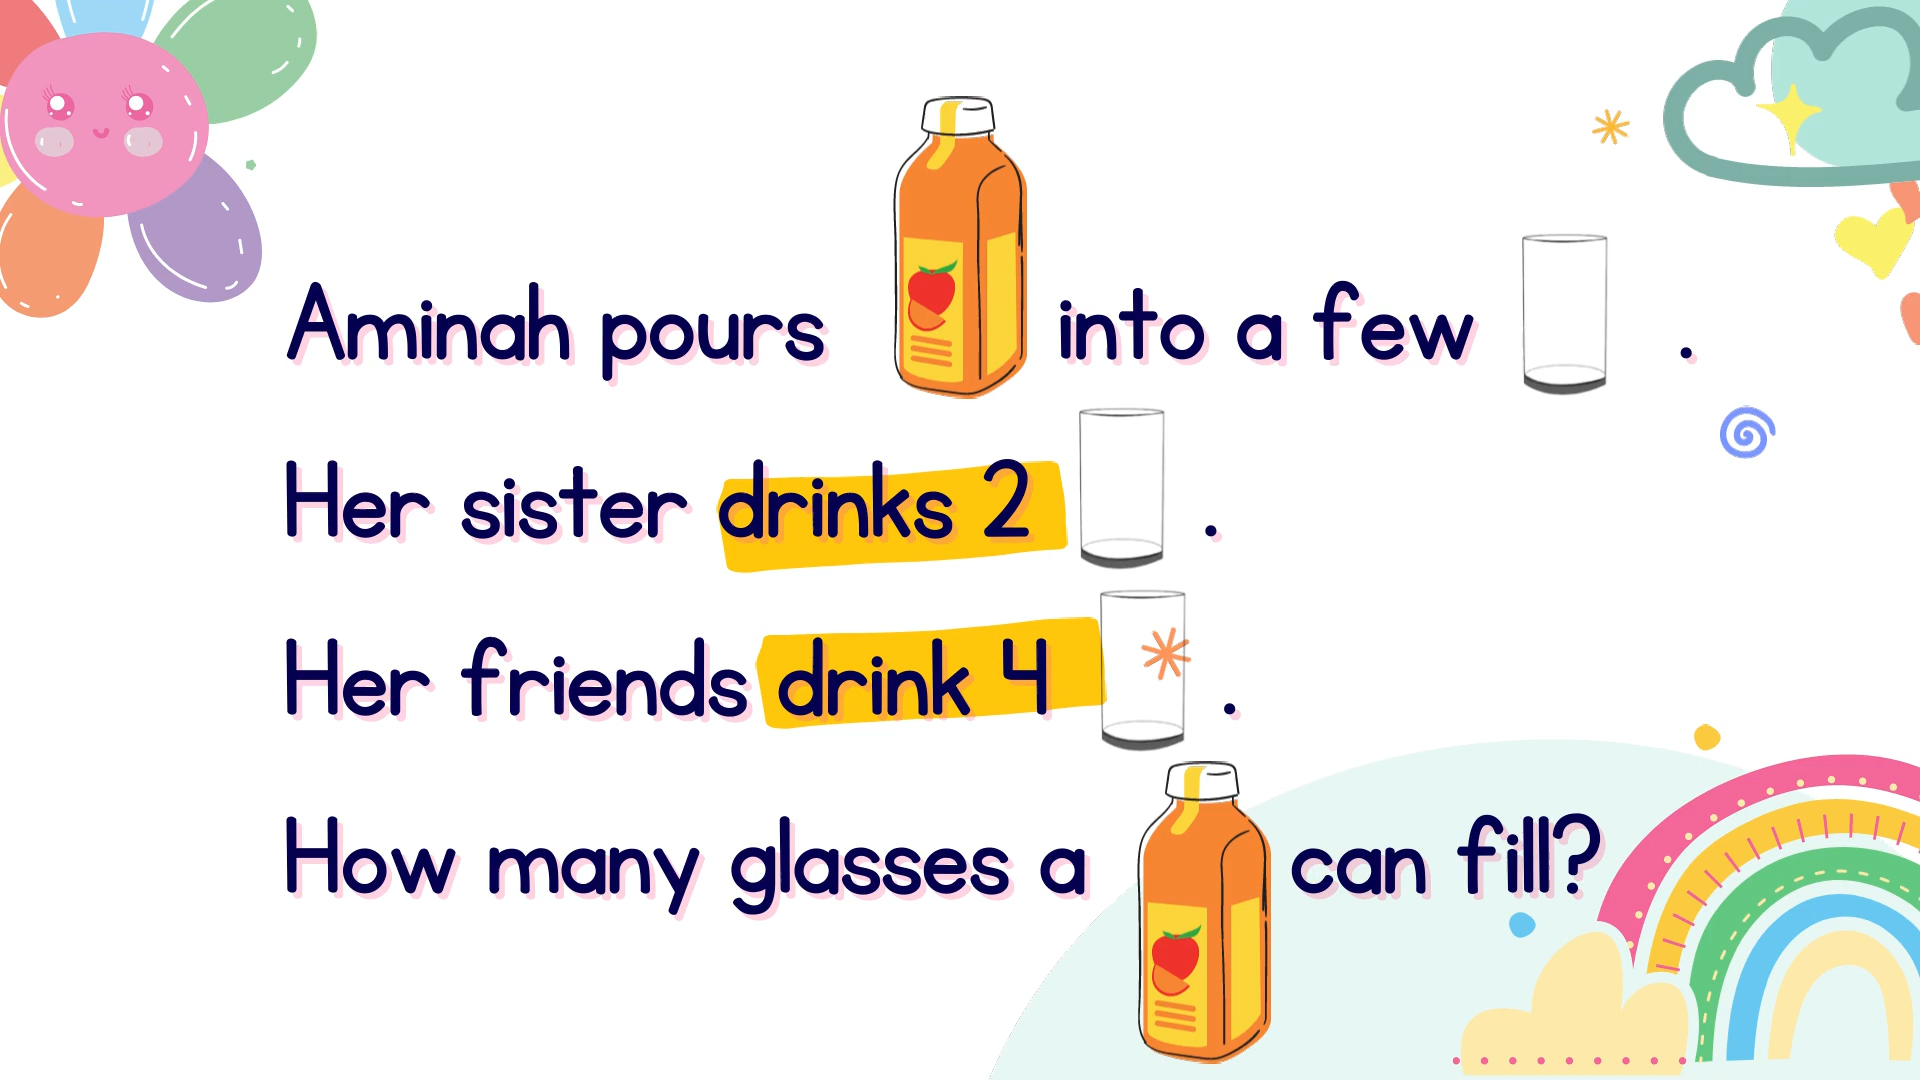 Aminah pours into a few .
Her sister drinks 2 .
Her friends drink 4 .
How many glasses a can fill?